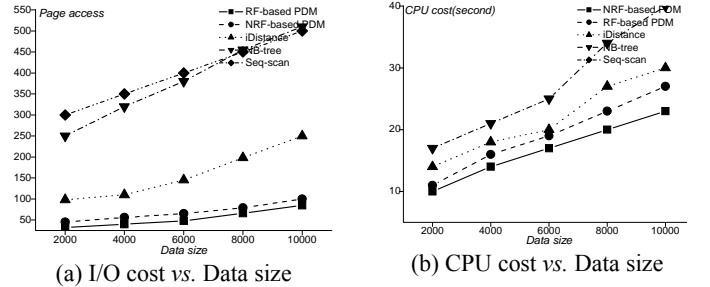 Page access
RF-based PDM
NRF-based PDM
iDistance
NB-tree
Seq-scan
550
500
450
400
350
300
250
200
150
100
50
2000 4000 6000 8000 10000
Data size
(a) I/O cost vs. Data size
CPU cost(second)
NRF-based PDM
RF-based PDM
iDistance
NB-tree
Seq-scan
40
30
20
10
2000 4000 6000 8000 10000
Data size
(b) CPU cost vs. Data size